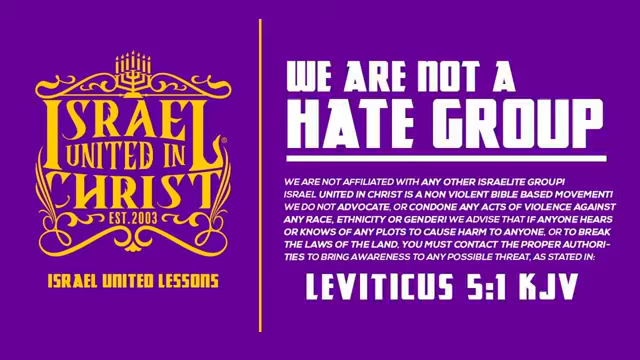 ISRAEL
UNITED IN
CHRIST
EST.2003
ISRAEL UNITED LESSONS
WE ARE NOT A
HATE GROUP
WE ARE NOT AFFILIATED WITH ANY OTHER ISRAELITE GROUP!
ISRAEL UNITED IN CHRIST IS A NON VIOLENT BIBLE BASED MOVEMENT!
WE DO NOT ADVOCATE, OR CONDONE ANY ACTS OF VIOLENCE AGAINST
ANY RACE, ETHNICITY OR GENDER! WE ADVISE THAT IF ANYONE HEARS
OR KNOWS OF ANY PLOTS TO CAUSE HARM TO ANYONE, OR TO BREAK
THE LAWS OF THE LAND, YOU MUST CONTACT THE PROPER AUTHORI-
TIES TO BRING AWARENESS TO ANY POSSIBLE THREAT, AS STATED IN:
LEVITICUS 5:1 KJV